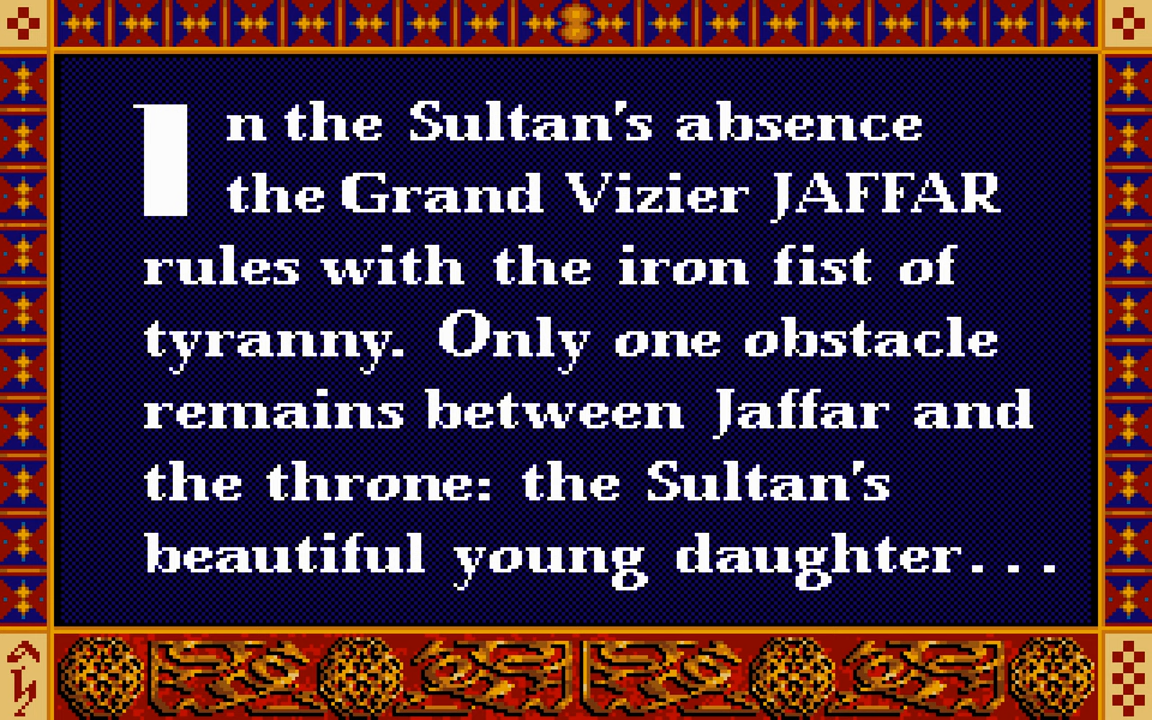 In the Sultan's absence
the Grand Vizier JAFFAR
rules with the iron fist of
tyranny. Only one obstacle
remains between Jaffar and
the throne: the Sultan's
beautiful young daughter...